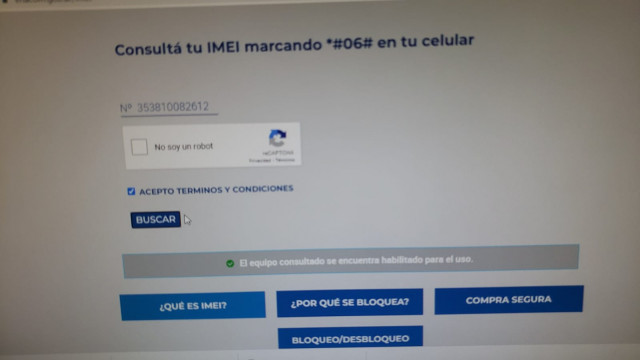 Consultá tu IMEI marcando *#06# en tu celular
Nº 353810082612
No soy un robot
reCAPTCHA
Privacidad - Términos
ACEPTO TERMINOS Y CONDICIONES
BUSCAR
El equipo consultado se encuentra habilitado para el uso.
¿QUÉ ES IMEI?
¿POR QUÉ SE BLOQUEA?
COMPRA SEGURA
BLOQUEO/DESBLOQUEO